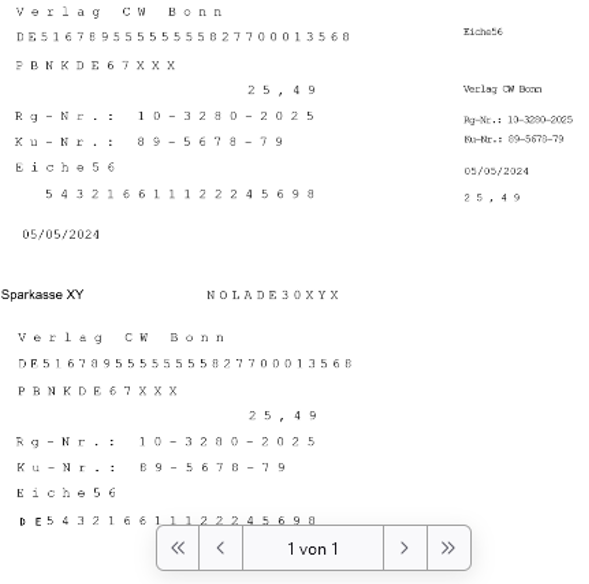 Verlag CW Bonn
DE51678955555555827700013568
PBNKDE67XXX
25,49
Rg-Nr.: 10-3280-2025
Ku-Nr.: 89-5678-79
Eiche56
543216611122245698
05/05/2024
Eiche56
Verlag CW Bonn
Rg-Nr.: 10-3280-2025
Ku-Nr.: 89-5678-79
05/05/2024
25,49
Sparkasse XY NOLADE30XYX
Verlag CW Bonn
DE51678955555555827700013568
PBNKDE67XXX
25,49
Rg-Nr.: 10-3280-2025
Ku-Nr.: 89-5678-79
Eiche56
DE543216611122245698
1 von 1